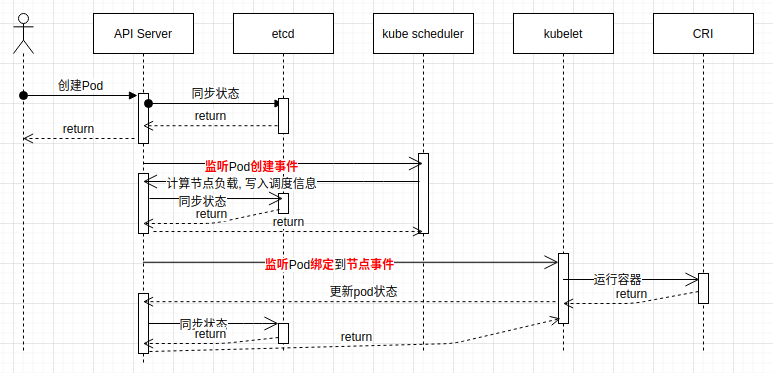 API Server
etcd
kube scheduler
kubelet
CRI
创建Pod
同步状态
return
return
监听Pod创建事件
计算节点负载, 写入调度信息
同步状态
return
return
监听Pod绑定到节点事件
运行容器
更新pod状态
return
同步状态
return
return